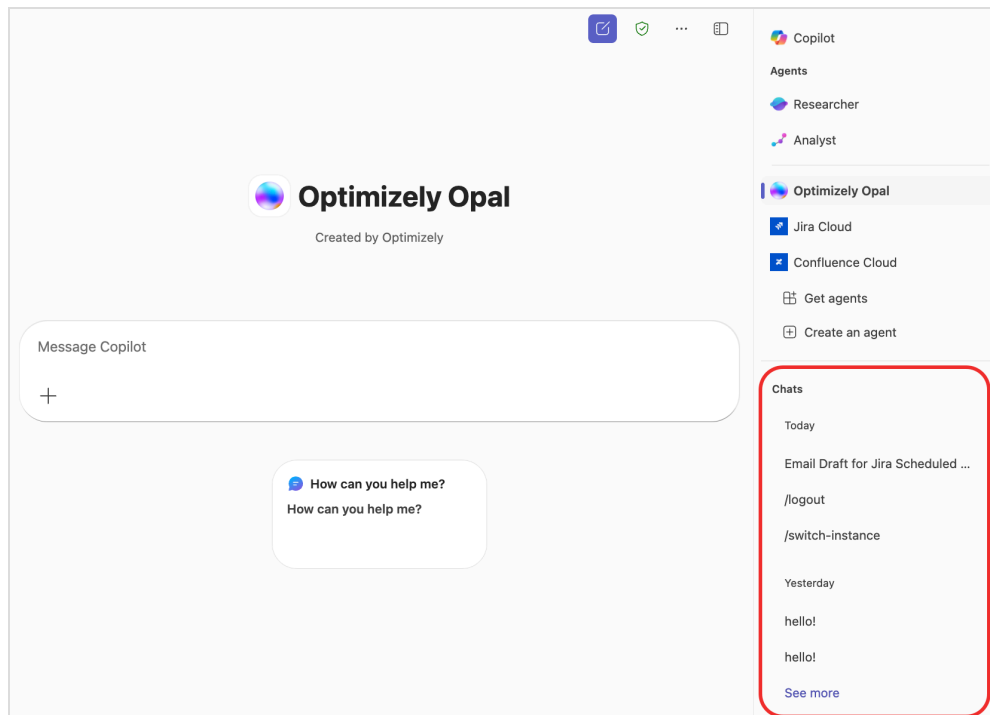 Optimizely Opal
Created by Optimizely
Message Copilot
How can you help me?
How can you help me?
Copilot
Agents
Researcher
Analyst
Optimizely Opal
Jira Cloud
Confluence Cloud
Get agents
Create an agent
Chats
Today
Email Draft for Jira Scheduled ...
/logout
/switch-instance
Yesterday
hello!
hello!
See more